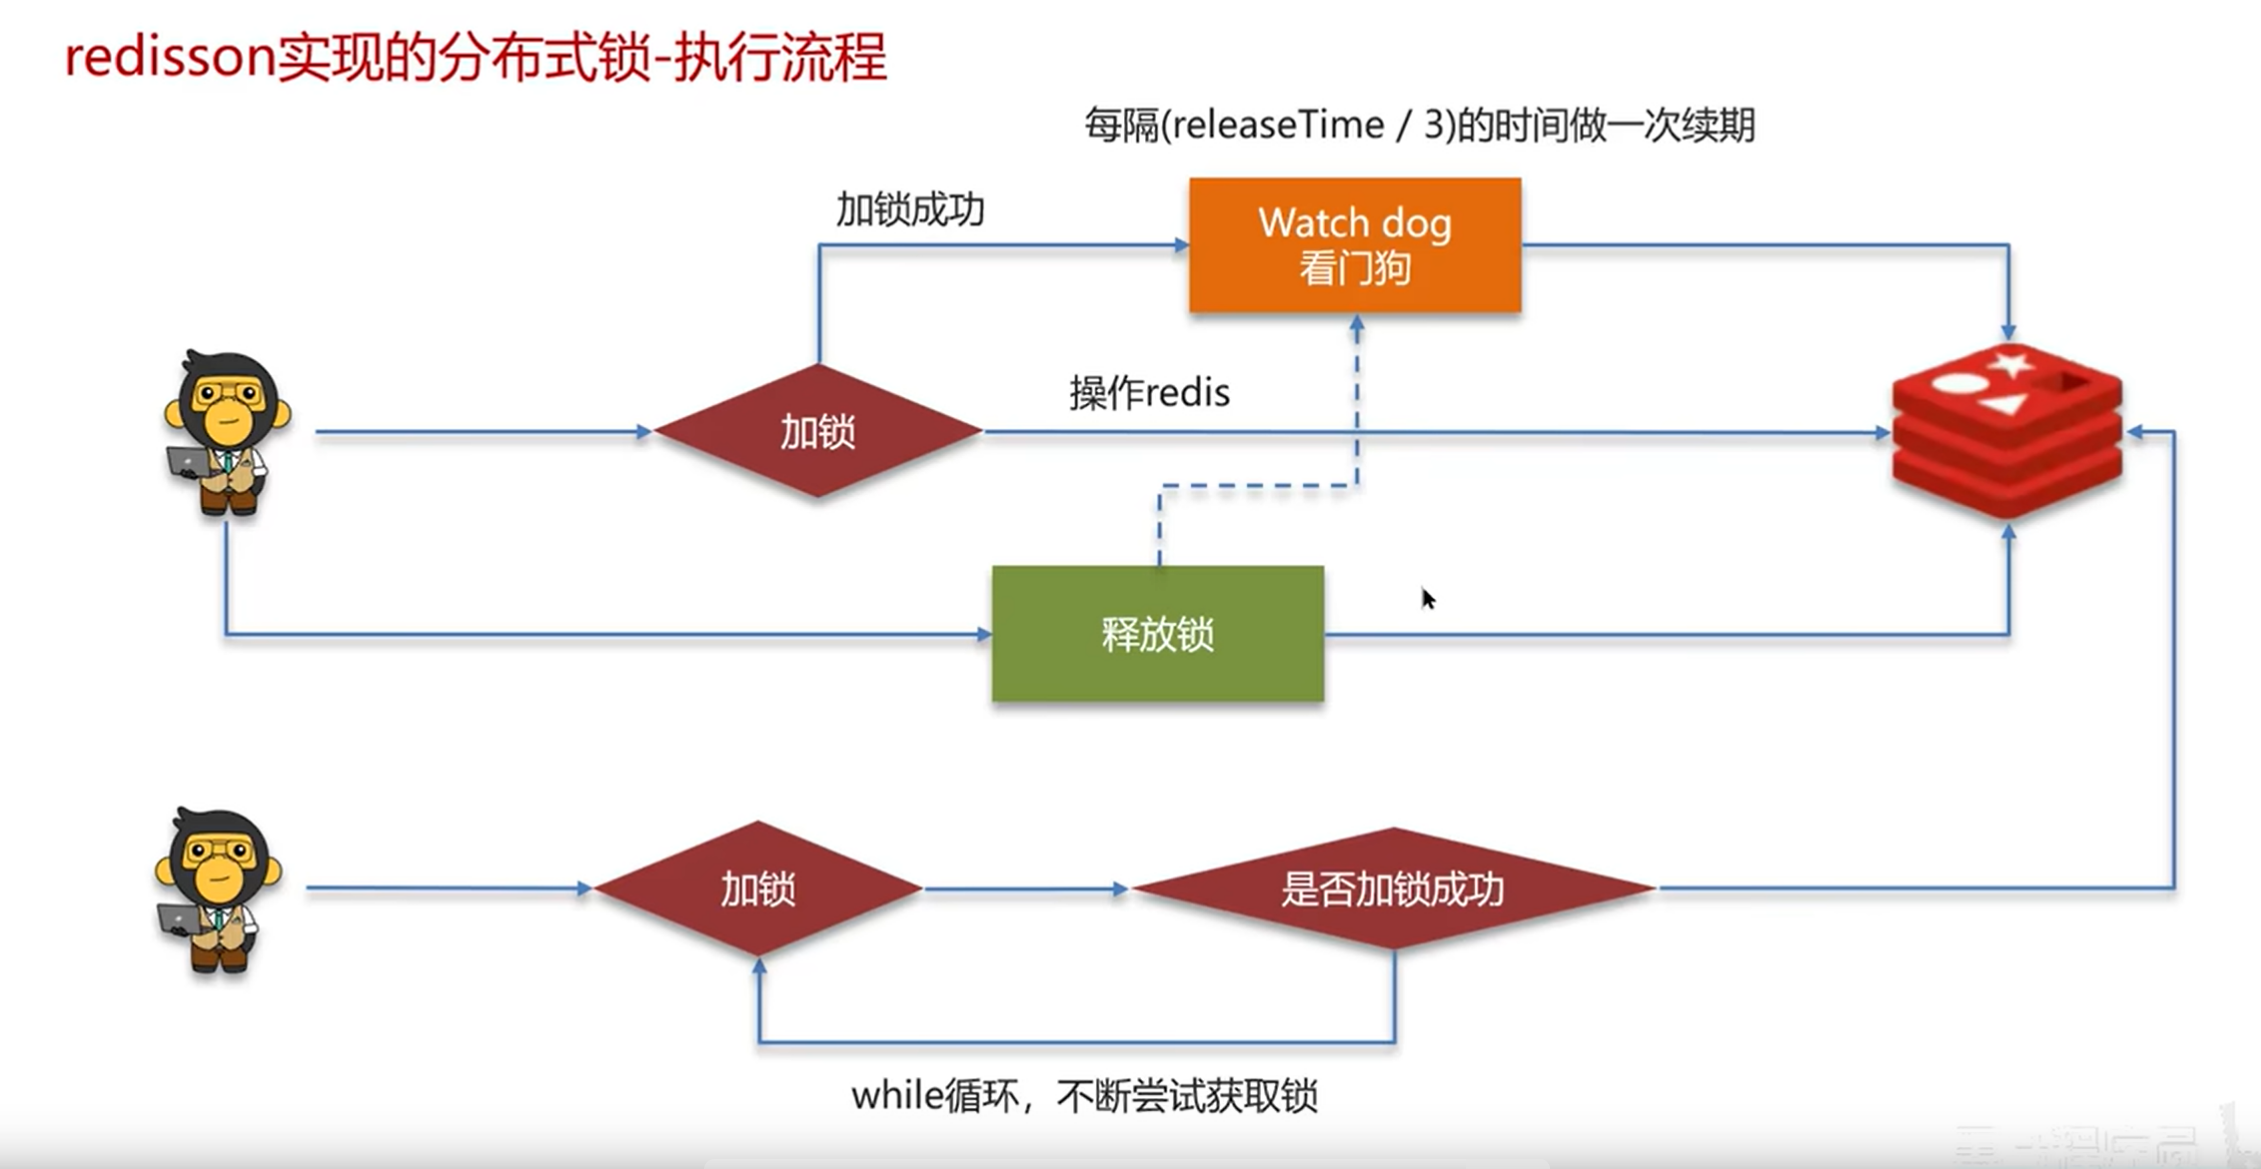 redisson实现的分布式锁-执行流程
每隔(releaseTime / 3)的时间做一次续期
加锁成功
Watch dog
看门狗
操作redis
加锁
释放锁
加锁
是否加锁成功
while循环，不断尝试获取锁